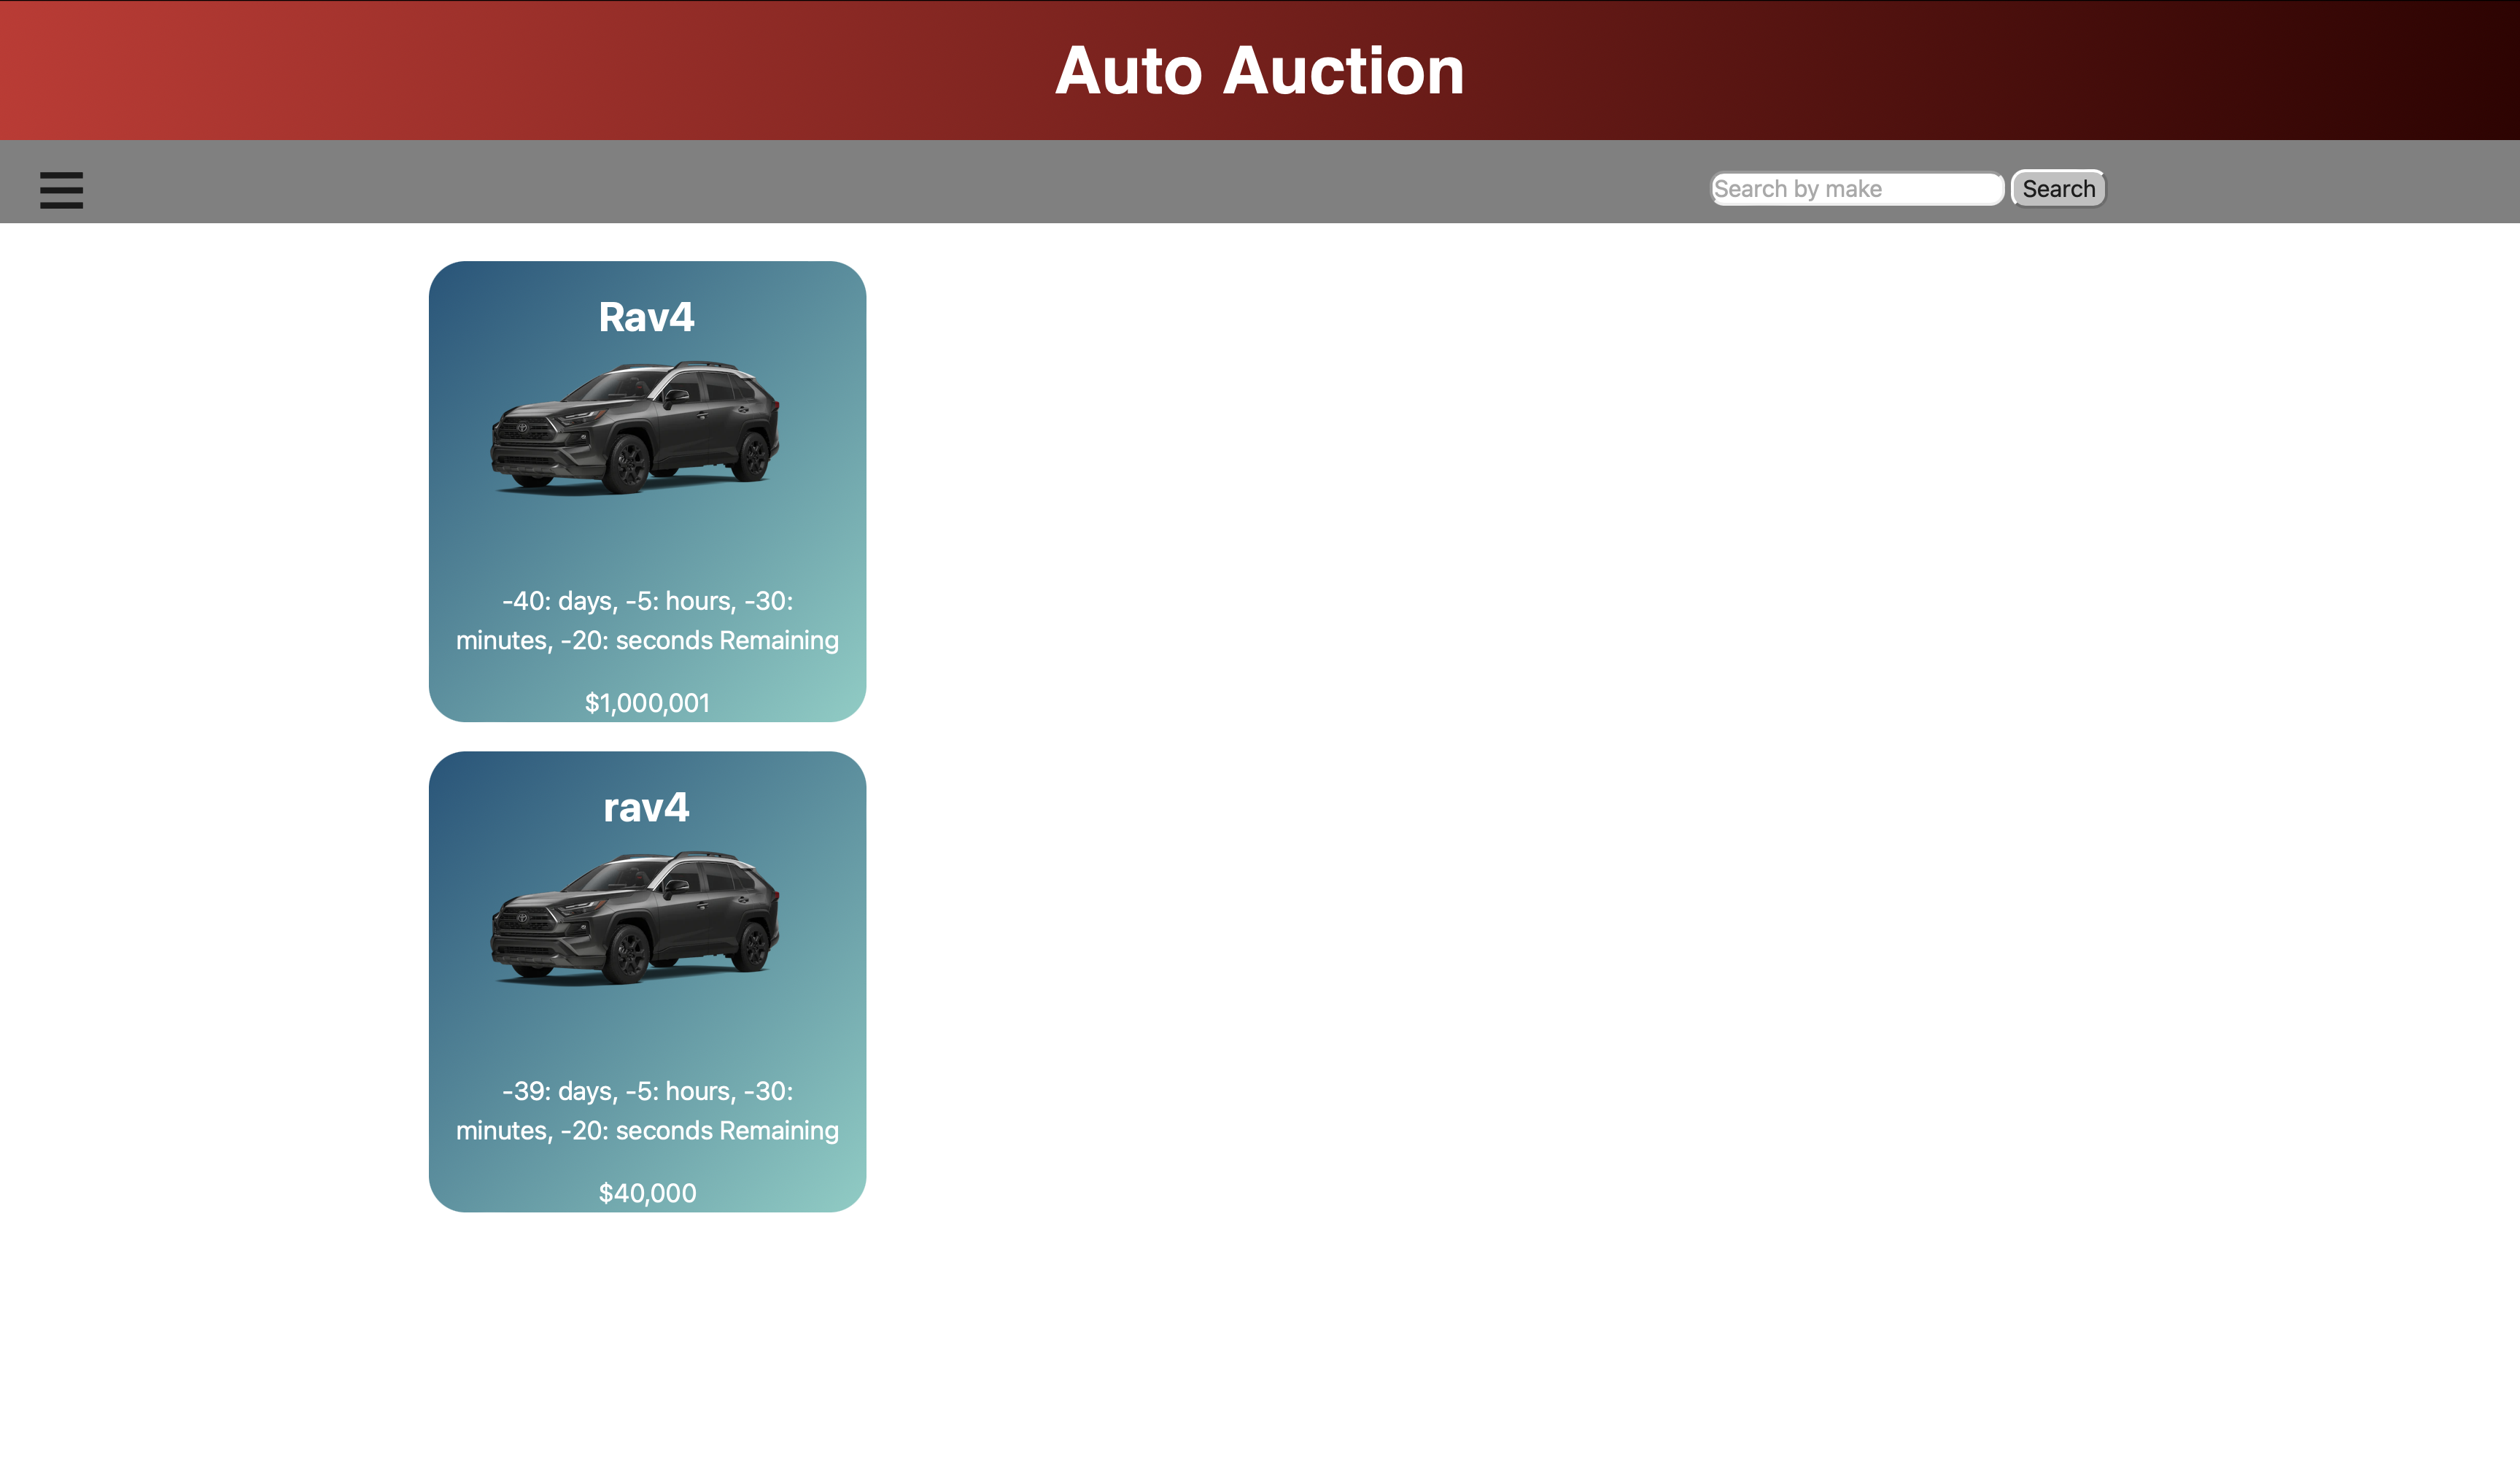 Auto Auction
Search by make
Search
Rav4
-40: days, -5: hours, -30:
minutes, -20: seconds Remaining
$1,000,001
rav4
-39: days, -5: hours, -30:
minutes, -20: seconds Remaining
$40,000